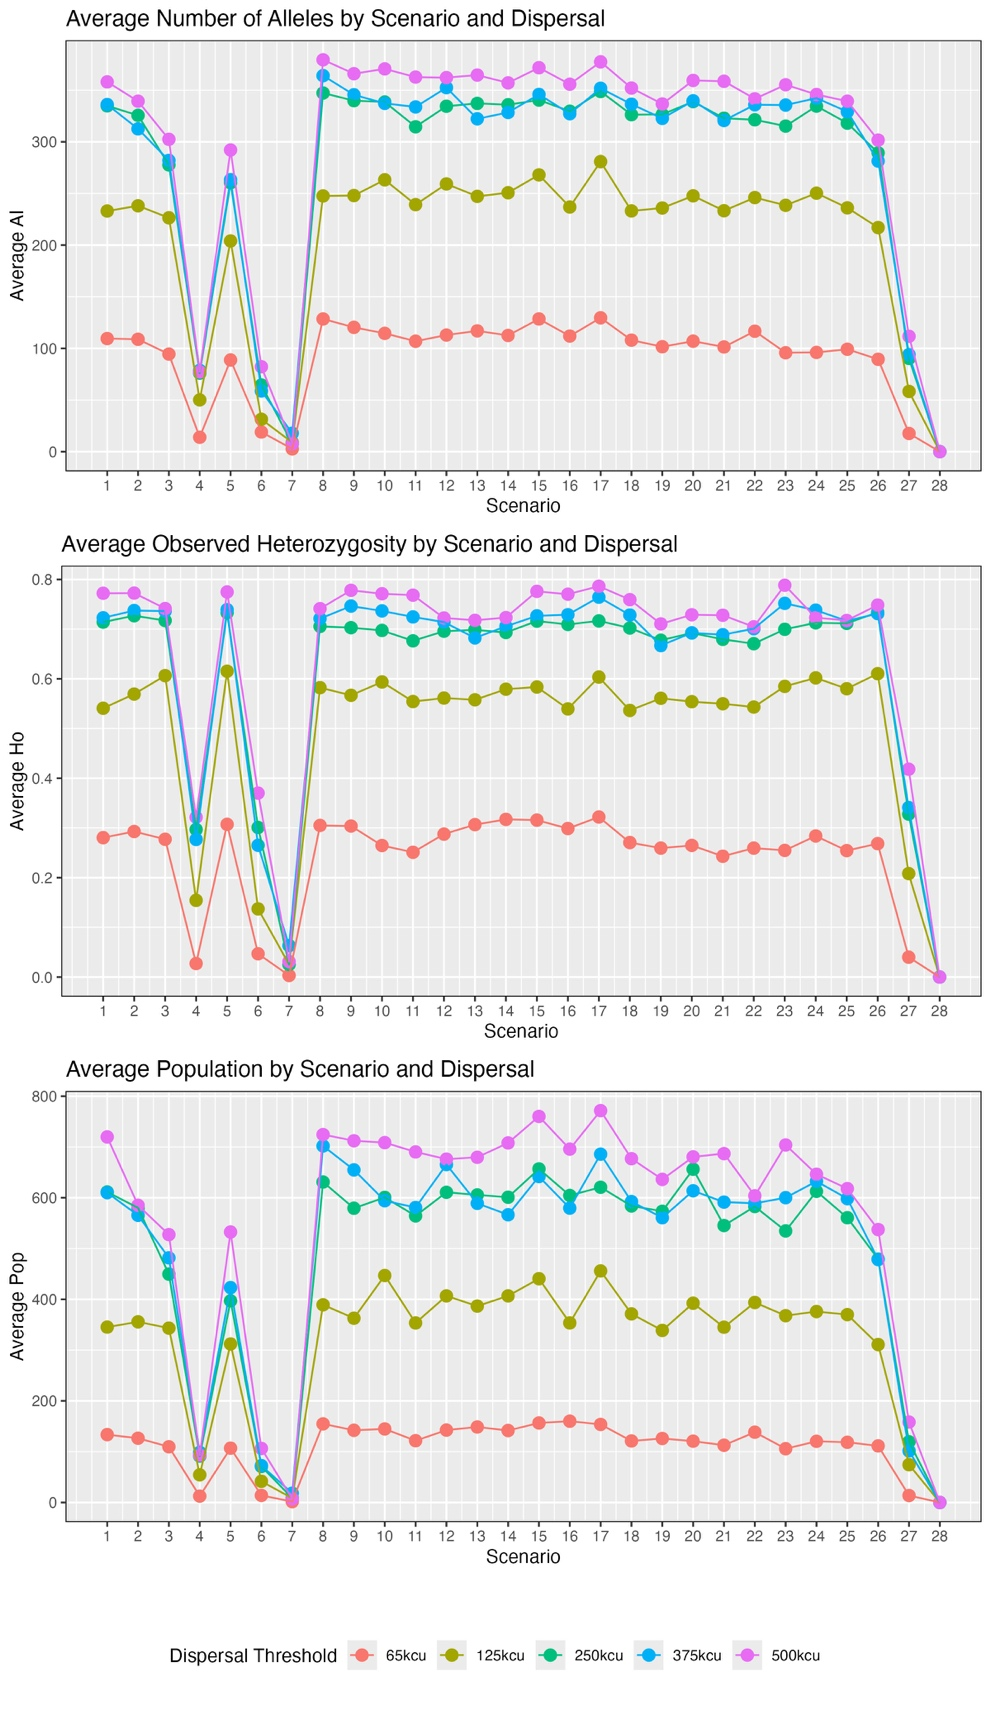 Average Number of Alleles by Scenario and Dispersal
Average Al
300
200
100
0
1 2 3 4 5 6 7 8 9 10 11 12 13 14 15 16 17 18 19 20 21 22 23 24 25 26 27 28
Scenario
Average Observed Heterozygosity by Scenario and Dispersal
Average Ho
0.8
0.6
0.4
0.2
0.0
1 2 3 4 5 6 7 8 9 10 11 12 13 14 15 16 17 18 19 20 21 22 23 24 25 26 27 28
Scenario
Average Population by Scenario and Dispersal
Average Pop
800
600
400
200
0
1 2 3 4 5 6 7 8 9 10 11 12 13 14 15 16 17 18 19 20 21 22 23 24 25 26 27 28
Scenario
Dispersal Threshold 65kcu 125kcu 250kcu 375kcu 500kcu